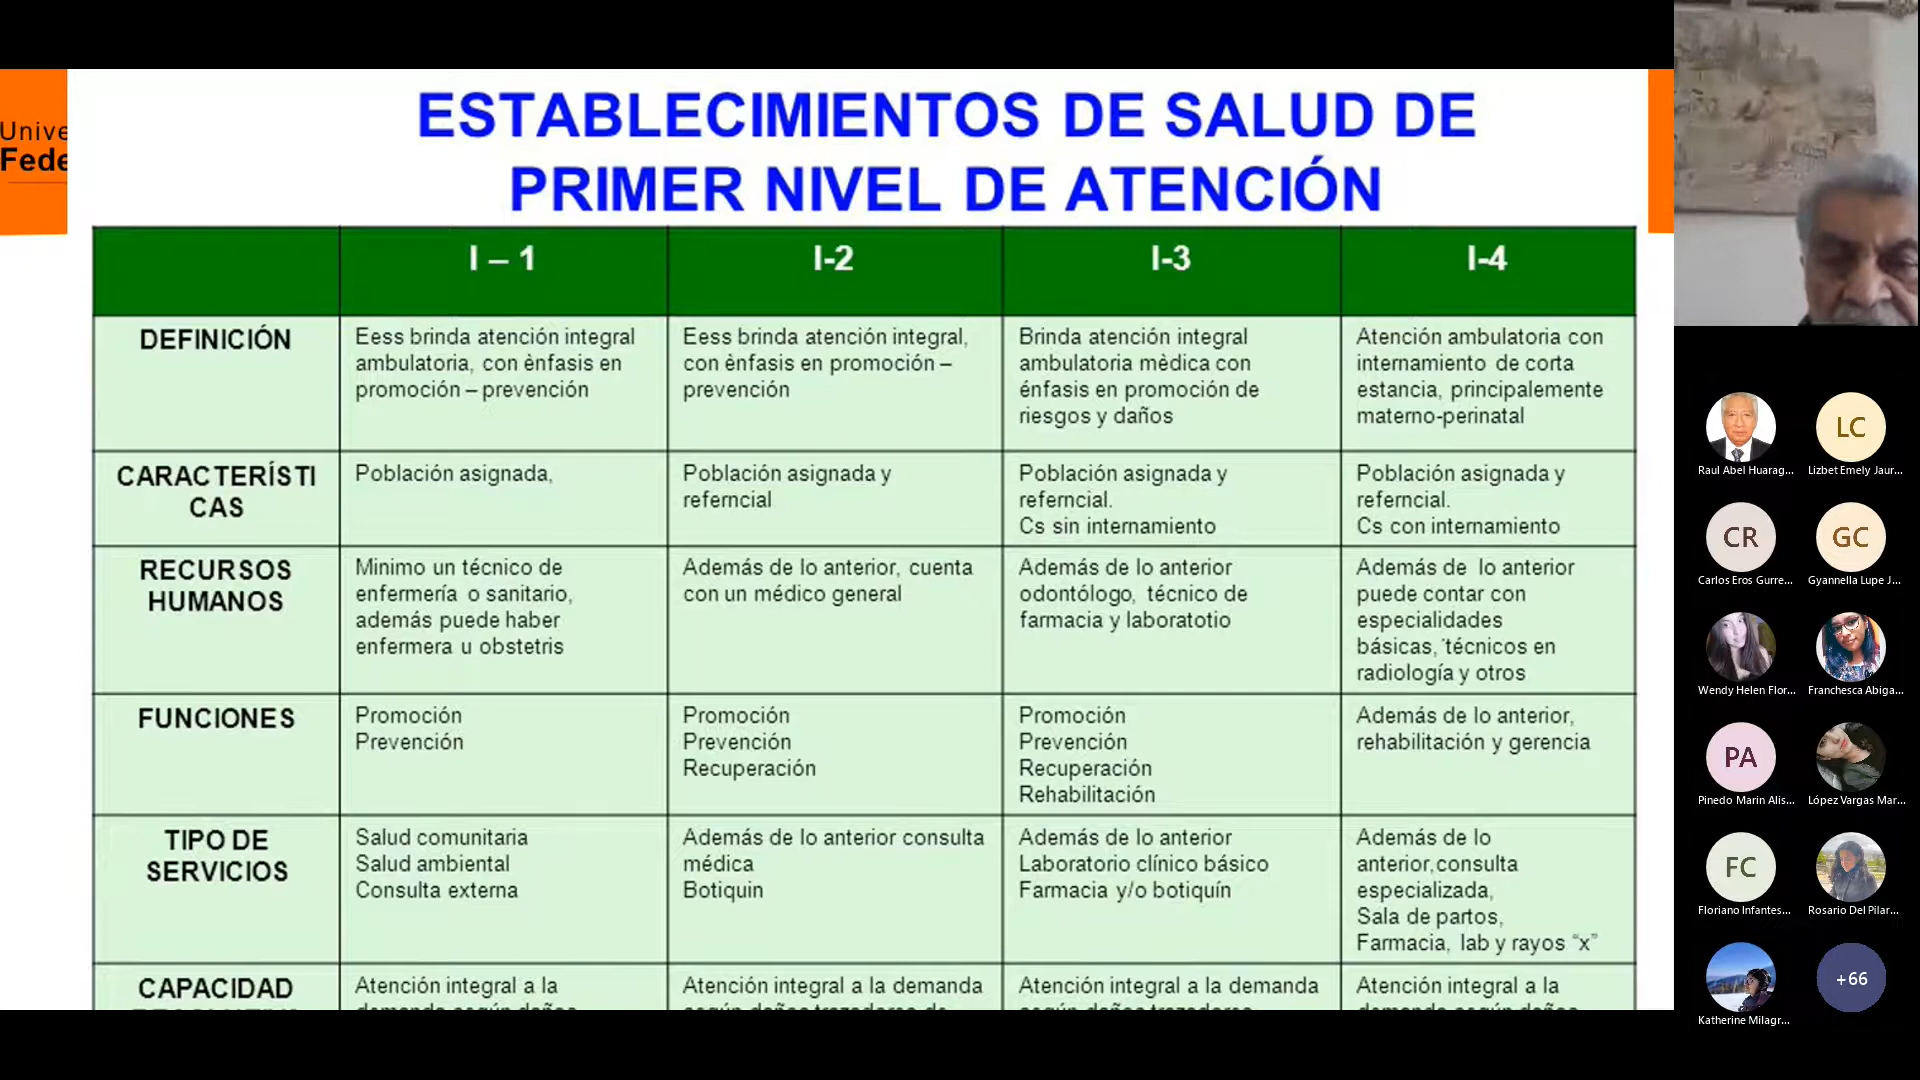 Unive
Fede
ESTABLECIMIENTOS DE SALUD DE
PRIMER NIVEL DE ATENCIÓN
I – 1
I-2
I-3
I-4
DEFINICIÓN
Eess brinda atención integral
ambulatoria, con ènfasis en
promoción – prevención
Eess brinda atención integral,
con ènfasis en promoción –
prevención
Brinda atención integral
ambulatoria mèdica con
énfasis en promoción de
riesgos y daños
Atención ambulatoria con
internamiento de corta
estancia, principalemente
materno-perinatal
CARACTERÍSTI
CAS
Población asignada,
Población asignada y
referncial
Población asignada y
referncial.
Cs sin internamiento
Población asignada y
referncial.
Cs con internamiento
RECURSOS
HUMANOS
Minimo un técnico de
enfermería o sanitario,
además puede haber
enfermera u obstetris
Además de lo anterior, cuenta
con un médico general
Además de lo anterior
odontólogo, técnico de
farmacia y laboratotio
Además de lo anterior
puede contar con
especialidades
básicas, ¨técnicos en
radiología y otros
FUNCIONES
Promoción
Prevención
Promoción
Prevención
Recuperación
Promoción
Prevención
Recuperación
Rehabilitación
Además de lo anterior,
rehabilitación y gerencia
TIPO DE
SERVICIOS
Salud comunitaria
Salud ambiental
Consulta externa
Además de lo anterior consulta
médica
Botiquin
Además de lo anterior
Laboratorio clínico básico
Farmacia y/o botiquín
Además de lo
anterior,consulta
especializada,
Sala de partos,
Farmacia, lab y rayos “x”
CAPACIDAD
Atención integral a la
Atención integral a la demanda
Atención integral a la demanda
Atención integral a la
Raul Abel Huarag...
LC
Lizbet Emely Jaur...
CR
Carlos Eros Gurre...
GC
Gyannella Lupe J...
Wendy Helen Flor...
Franchesca Abiga...
PA
Pinedo Marin Alis...
López Vargas Mar...
FC
Floriano Infantes...
Rosario Del Pilar...
Katherine Milagr...
+66